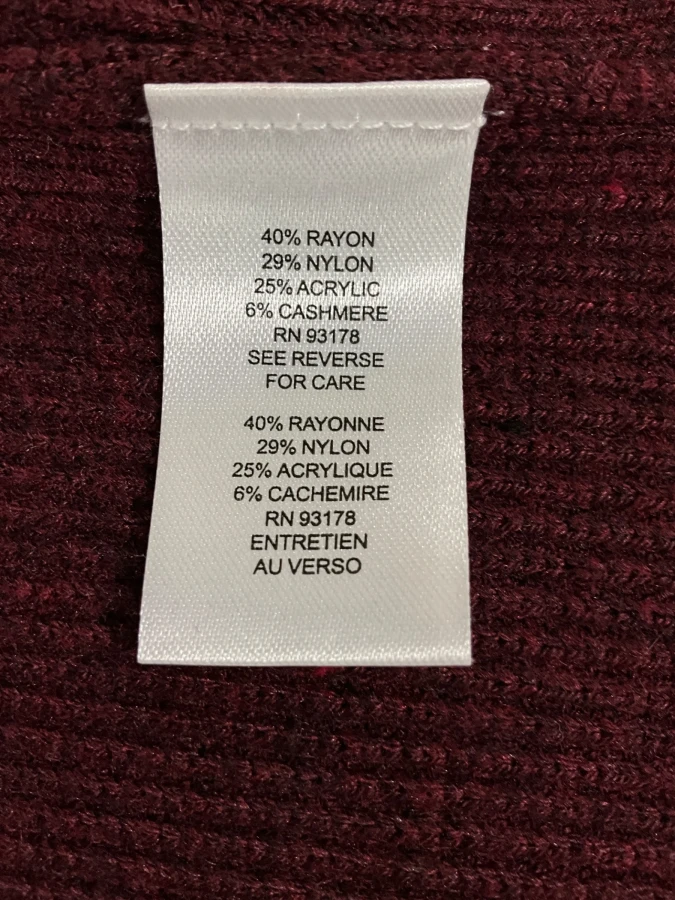 40% RAYON
29% NYLON
25% ACRYLIC
6% CASHMERE
RN 93178
SEE REVERSE
FOR CARE
40% RAYONNE
29% NYLON
25% ACRYLIQUE
6% CACHEMIRE
RN 93178
ENTRETIEN
AU VERSO